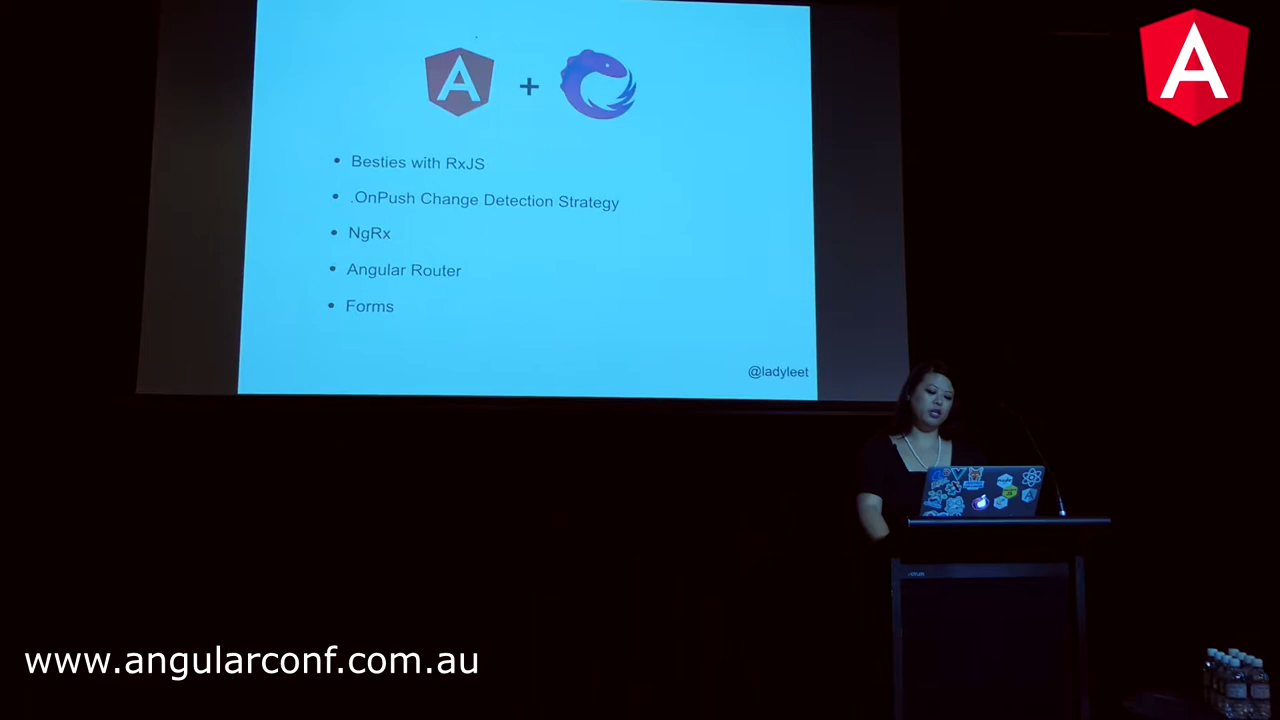 A
A
+
• Besties with RxJS
• .OnPush Change Detection Strategy
• NgRx
• Angular Router
• Forms
@ladyleet
www.angularconf.com.au